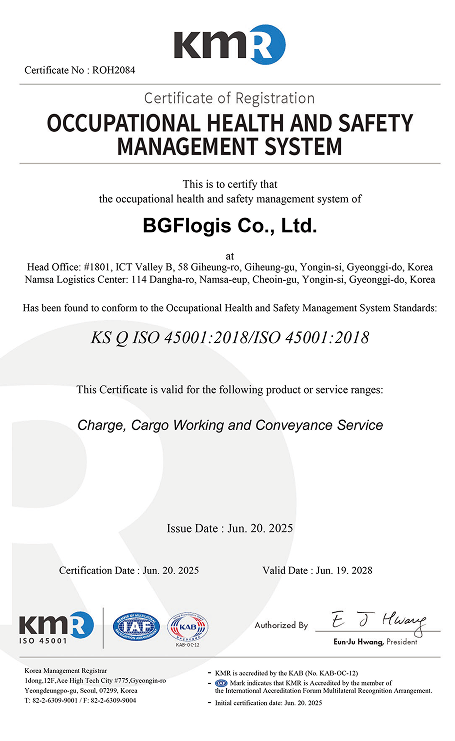 KMR
Certificate No : ROH2084
Certificate of Registration
OCCUPATIONAL HEALTH AND SAFETY
MANAGEMENT SYSTEM
This is to certify that
the occupational health and safety management system of
BGFlogis Co., Ltd.
at
Head Office: #1801, ICT Valley B, 58 Giheung-ro, Giheung-gu, Yongin-si, Gyeonggi-do, Korea
Namsa Logistics Center: 114 Dangha-ro, Namsa-eup, Cheoin-gu, Yongin-si, Gyeonggi-do, Korea
Has been found to conform to the Occupational Health and Safety Management System Standards:
KS Q ISO 45001:2018/ISO 45001:2018
This Certificate is valid for the following product or service ranges:
Charge, Cargo Working and Conveyance Service
Issue Date : Jun. 20. 2025
Certification Date : Jun. 20. 2025
Valid Date : Jun. 19. 2028
KMR
ISO 45001
IAF
KAB
KAB-OC-12
Authorized By
E J Hwang
Eun-Ju Hwang, President
Korea Management Registrar
1dong,12F,Ace High Tech City #775,Gyeongin-ro
Yeongdeungpo-gu, Seoul, 07299, Korea
T: 82-2-6309-9001 / F: 82-2-6309-9004
- KMR is accredited by the KAB (No. KAB-OC-12)
- IAF Mark indicates that KMR is Accredited by the member of
the International Accreditation Forum Multilateral Recognition Arrangement.
- Initial certification date: Jun. 20. 2025